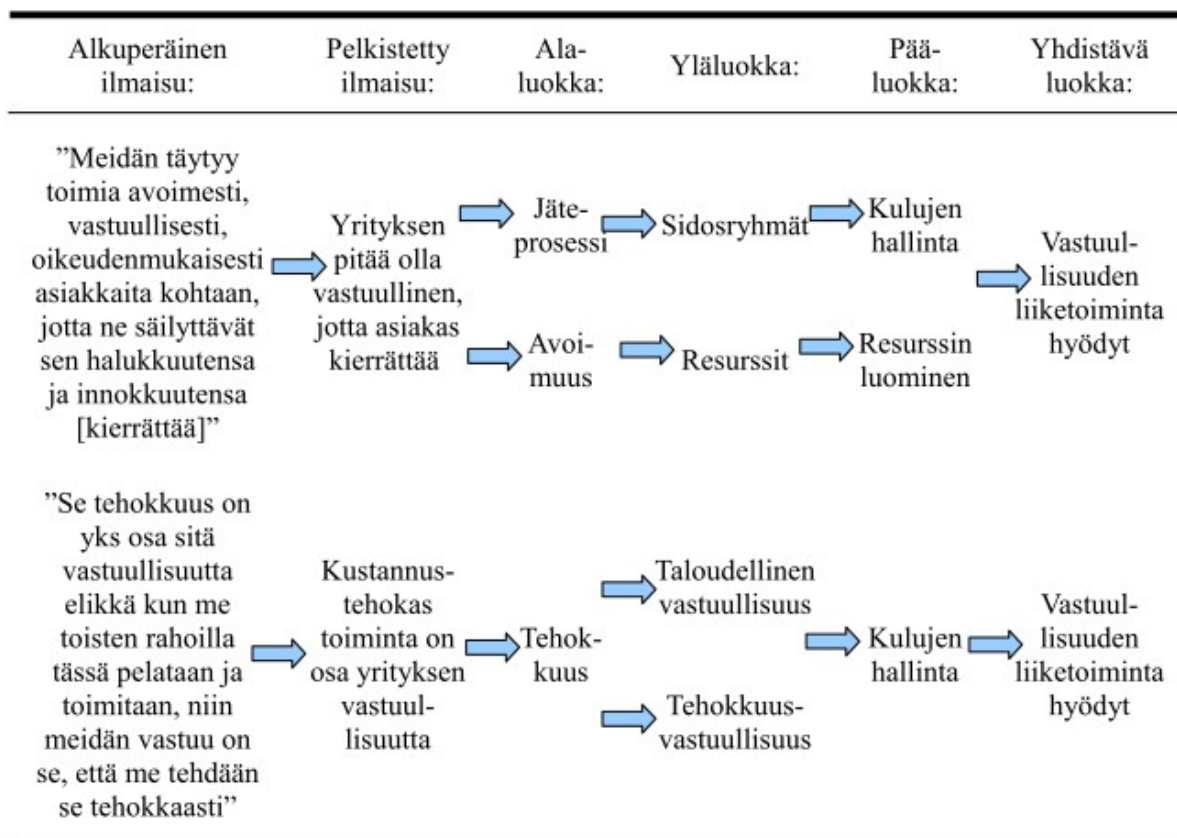 Alkuperäinen
ilmaisu:
Pelkistetty
ilmaisu:
Ala-
luokka:
Yläluokka:
Pää-
luokka:
Yhdistävä
luokka:
”Meidän täytyy
toimia avoimesti,
vastuullisesti,
oikeudenmukaisesti
asiakkaita kohtaan,
jotta ne säilyttävät
sen halukkuutensa
ja innokkuutensa
[kierrättää]”
Yrityksen
pitää olla
vastuullinen,
jotta asiakas
kierrättää
Jäte-
prosessi
Sidosryhmät
Kulujen
hallinta
Avoi-
muus
Resurssit
Resurssin
luominen
Vastuul-
lisuuden
liiketoiminta
hyödyt
”Se tehokkuus on
yks osa sitä
vastuullisuutta
elikkä kun me
toisten rahoilla
tässä pelataan ja
toimitaan, niin
meidän vastuu on
se, että me tehdään
se tehokkaasti”
Kustannus-
tehokas
toiminta on
osa yrityksen
vastuul-
lisuutta
Tehok-
kuus
Taloudellinen
vastuullisuus
Tehokkuus-
vastuullisuus
Kulujen
hallinta
Vastuul-
lisuuden
liiketoiminta
hyödyt